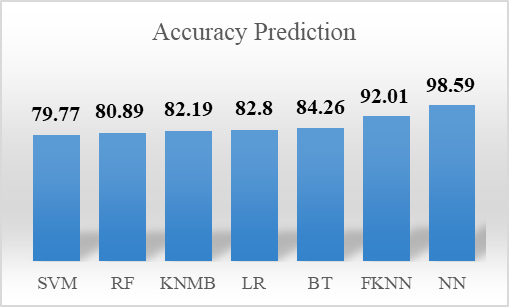 Accuracy Prediction
79.77 80.89 82.19 82.8 84.26 92.01 98.59
SVM RF KNMB LR BT FKNN NN